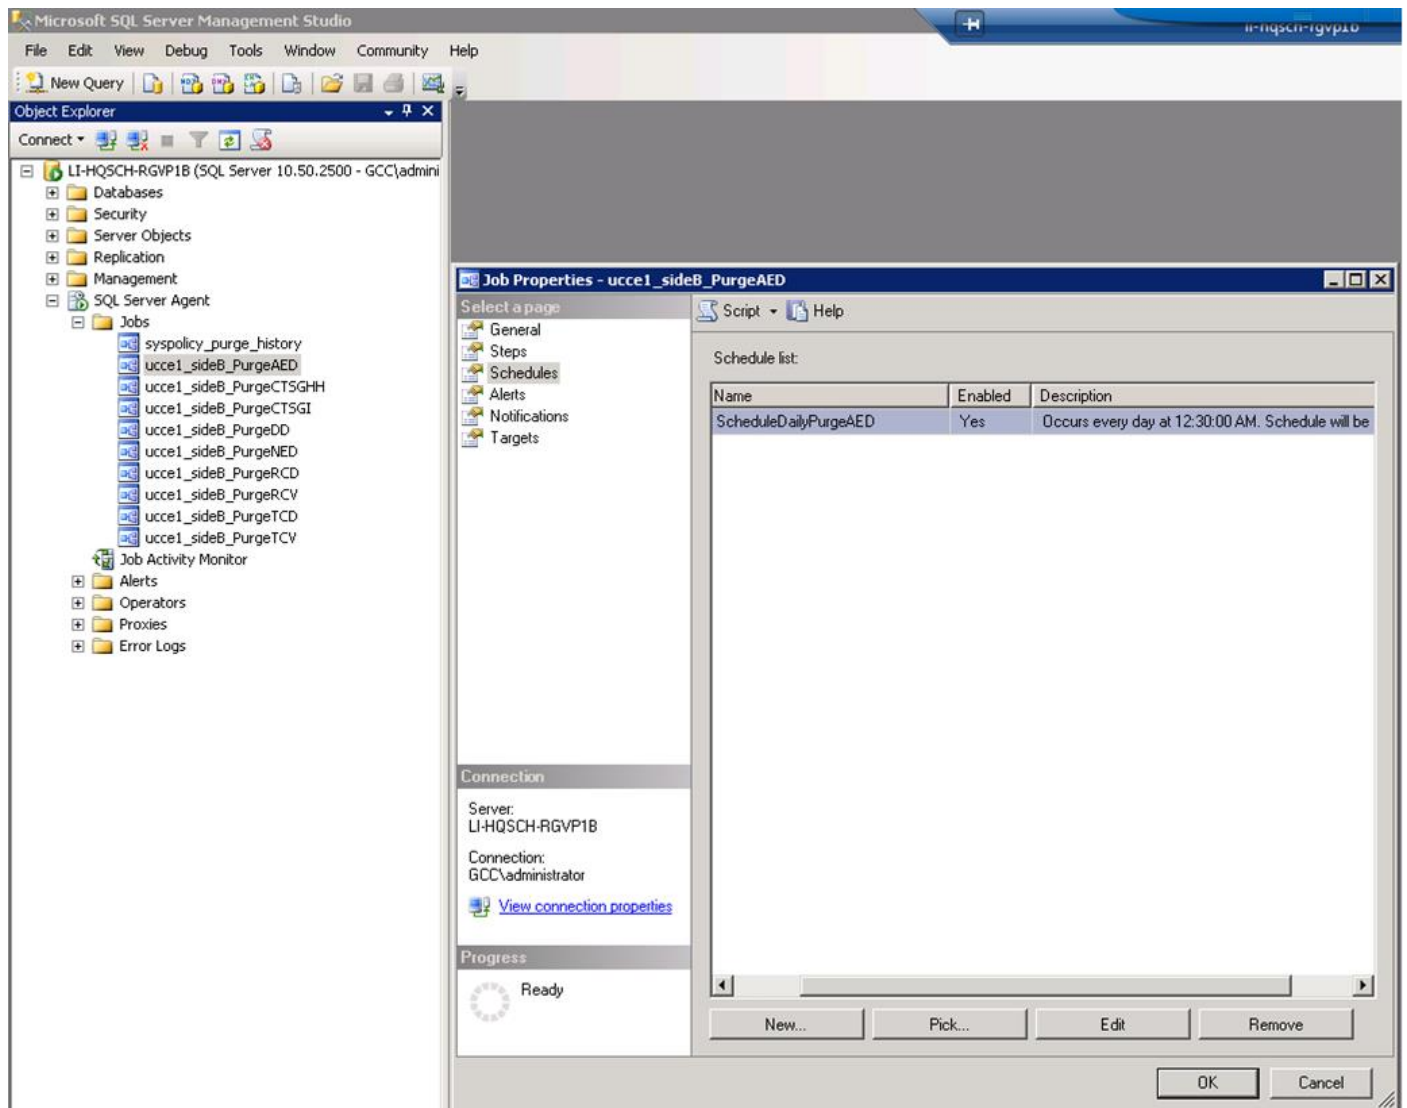 Microsoft SQL Server Management Studio
li-hqsch-rgvp1b
File Edit View Debug Tools Window Community Help
New Query
Object Explorer
Connect
LI-HQSCH-RGVP1B (SQL Server 10.50.2500 - GCC\admini
Databases
Security
Server Objects
Replication
Management
SQL Server Agent
Jobs
syspolicy_purge_history
ucce1_sideB_PurgeAED
ucce1_sideB_PurgeCTSGHH
ucce1_sideB_PurgeCTSGI
ucce1_sideB_PurgeDD
ucce1_sideB_PurgeNED
ucce1_sideB_PurgeRCD
ucce1_sideB_PurgeRCV
ucce1_sideB_PurgeTCD
ucce1_sideB_PurgeTCV
Job Activity Monitor
Alerts
Operators
Proxies
Error Logs
Job Properties - ucce1_sideB_PurgeAED
Select a page
General
Steps
Schedules
Alerts
Notifications
Targets
Connection
Server:
LI-HQSCH-RGVP1B
Connection:
GCC\administrator
View connection properties
Progress
Ready
Script Help
Schedule list:
Name Enabled Description
ScheduleDailyPurgeAED Yes Occurs every day at 12:30:00 AM. Schedule will be
New... Pick... Edit Remove
OK Cancel